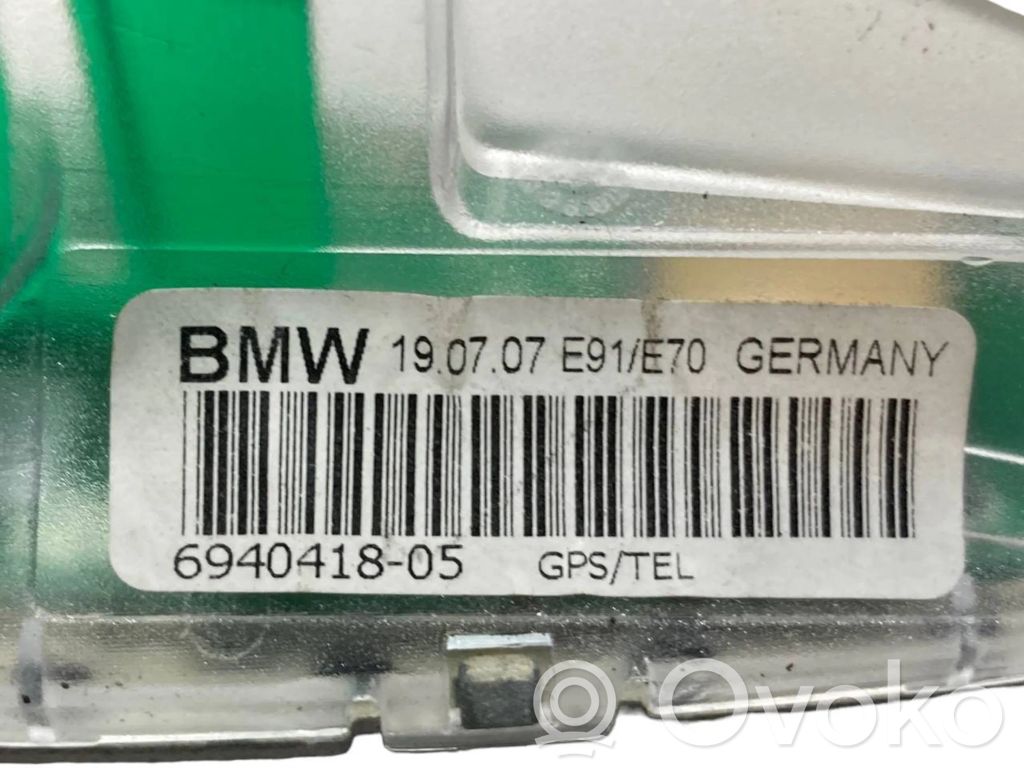 BMW 19.07.07 E91/E70 GERMANY
6940418-05 GPS/TEL
® Ovoko